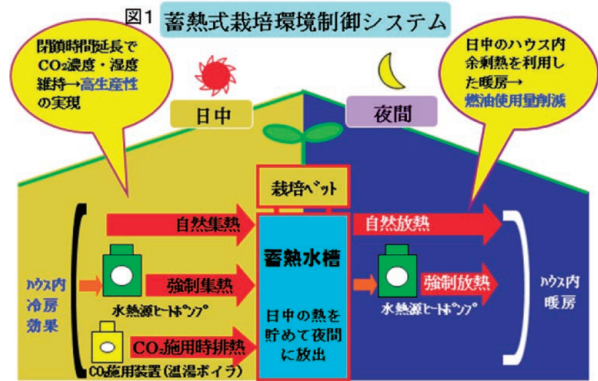 図1 蓄熱式栽培環境制御システム
閉鎖時間延長で
CO₂濃度・湿度
維持→高生産性
の実現
日中
夜間
日中のハウス内
余剰熱を利用し
た暖房→
燃油使用量削減
栽培ベット
自然集熱
自然放熱
蓄熱水槽
日中の熱を
貯めて夜間
に放出
ハウス内
冷房
効果
強制集熱
水熱源ヒートポンプ
強制放熱
水熱源ヒートポンプ
ハウス内
暖房
CO₂施用時排熱
CO₂施用装置(温湯ボイラ)